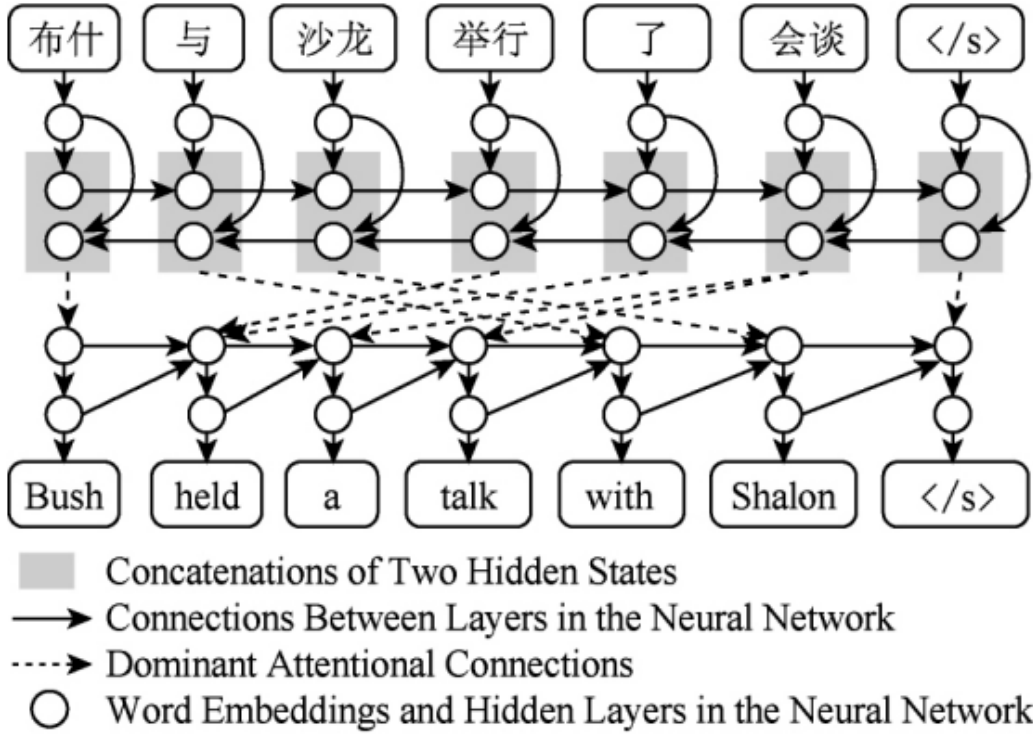 布什 与 沙龙 举行 了 会谈 </s>
Bush held a talk with Shalon </s>
Concatenations of Two Hidden States
Connections Between Layers in the Neural Network
Dominant Attentional Connections
Word Embeddings and Hidden Layers in the Neural Network